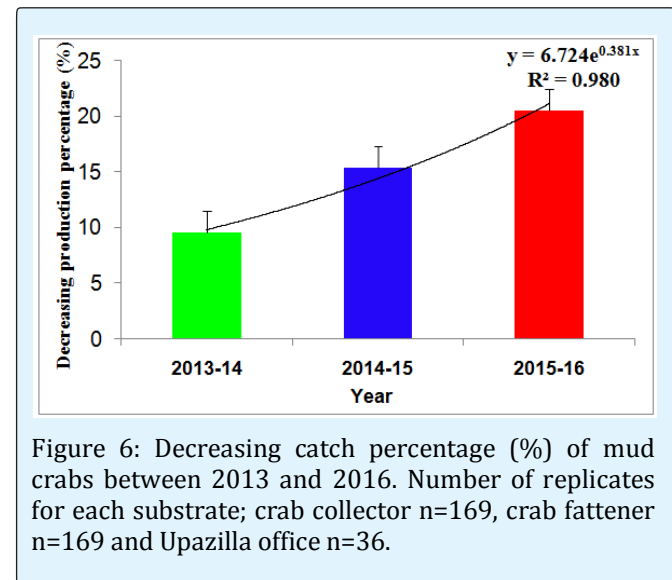 25
20
15
10
5
0
Decreasing production percentage (%)
y = 6.724e^0.381x
R² = 0.980
2013-14 2014-15 2015-16
Year
Figure 6: Decreasing catch percentage (%) of mud
crabs between 2013 and 2016. Number of replicates
for each substrate; crab collector n=169, crab fattener
n=169 and Upazilla office n=36.